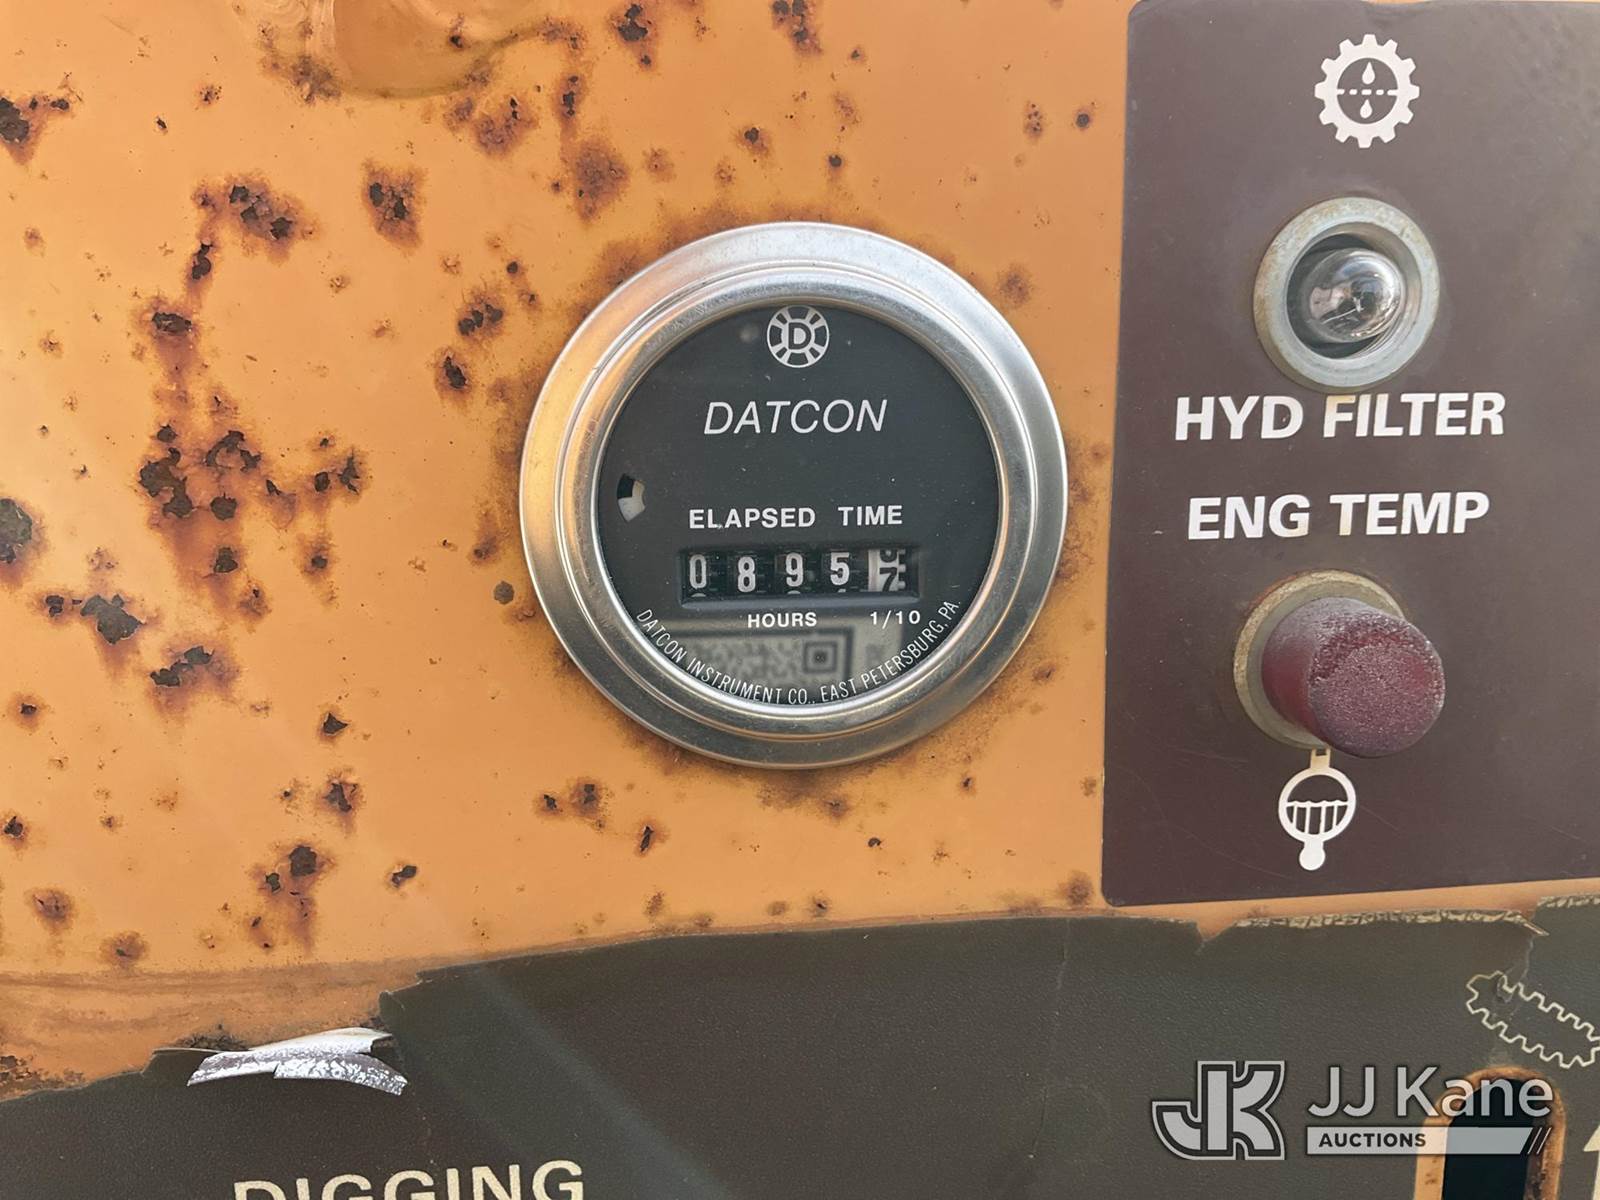 D
DATCON
ELAPSED TIME
0895
HOURS 1/10
DATCON INSTRUMENT CO., EAST PETERSBURG, PA.
HYD FILTER
ENG TEMP
DIGGING
JK JJ Kane
AUCTIONS